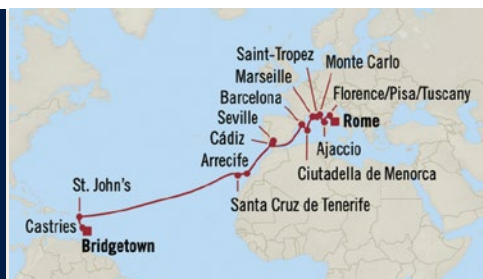 Saint-Tropez
Monte Carlo
Marseille
Florence/Pisa/Tuscany
Barcelona
Rome
Seville
Cádiz
Ajaccio
Arrecife
Ciutadella de Menorca
St. John's
Santa Cruz de Tenerife
Castries
Bridgetown